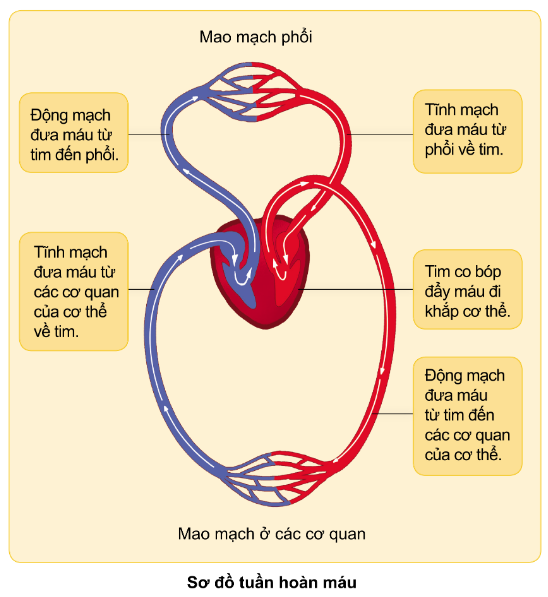 Mao mạch phổi
Động mạch
đưa máu từ
tim đến phổi.
Tĩnh mạch
đưa máu từ
phổi về tim.
Tĩnh mạch
đưa máu từ
các cơ quan
của cơ thể
về tim.
Tim co bóp
đẩy máu đi
khắp cơ thể.
Động mạch
đưa máu
từ tim đến
các cơ quan
của cơ thể.
Mao mạch ở các cơ quan
Sơ đồ tuần hoàn máu